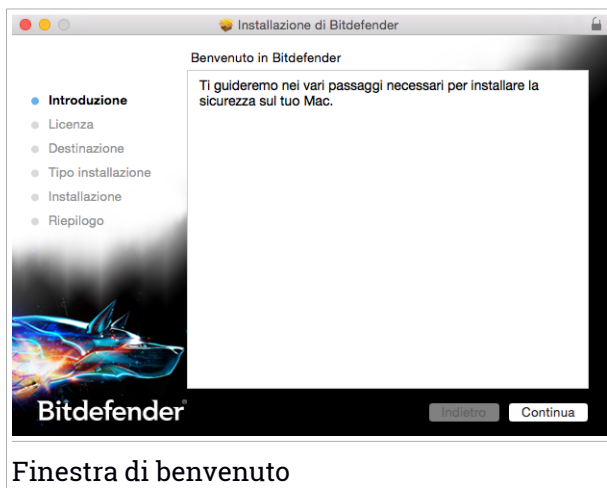 Installazione di Bitdefender
Benvenuto in Bitdefender
Introduzione
Licenza
Destinazione
Tipo installazione
Installazione
Riepilogo
Ti guideremo nei vari passaggi necessari per installare la
sicurezza sul tuo Mac.
Bitdefender
Indietro
Continua
Finestra di benvenuto